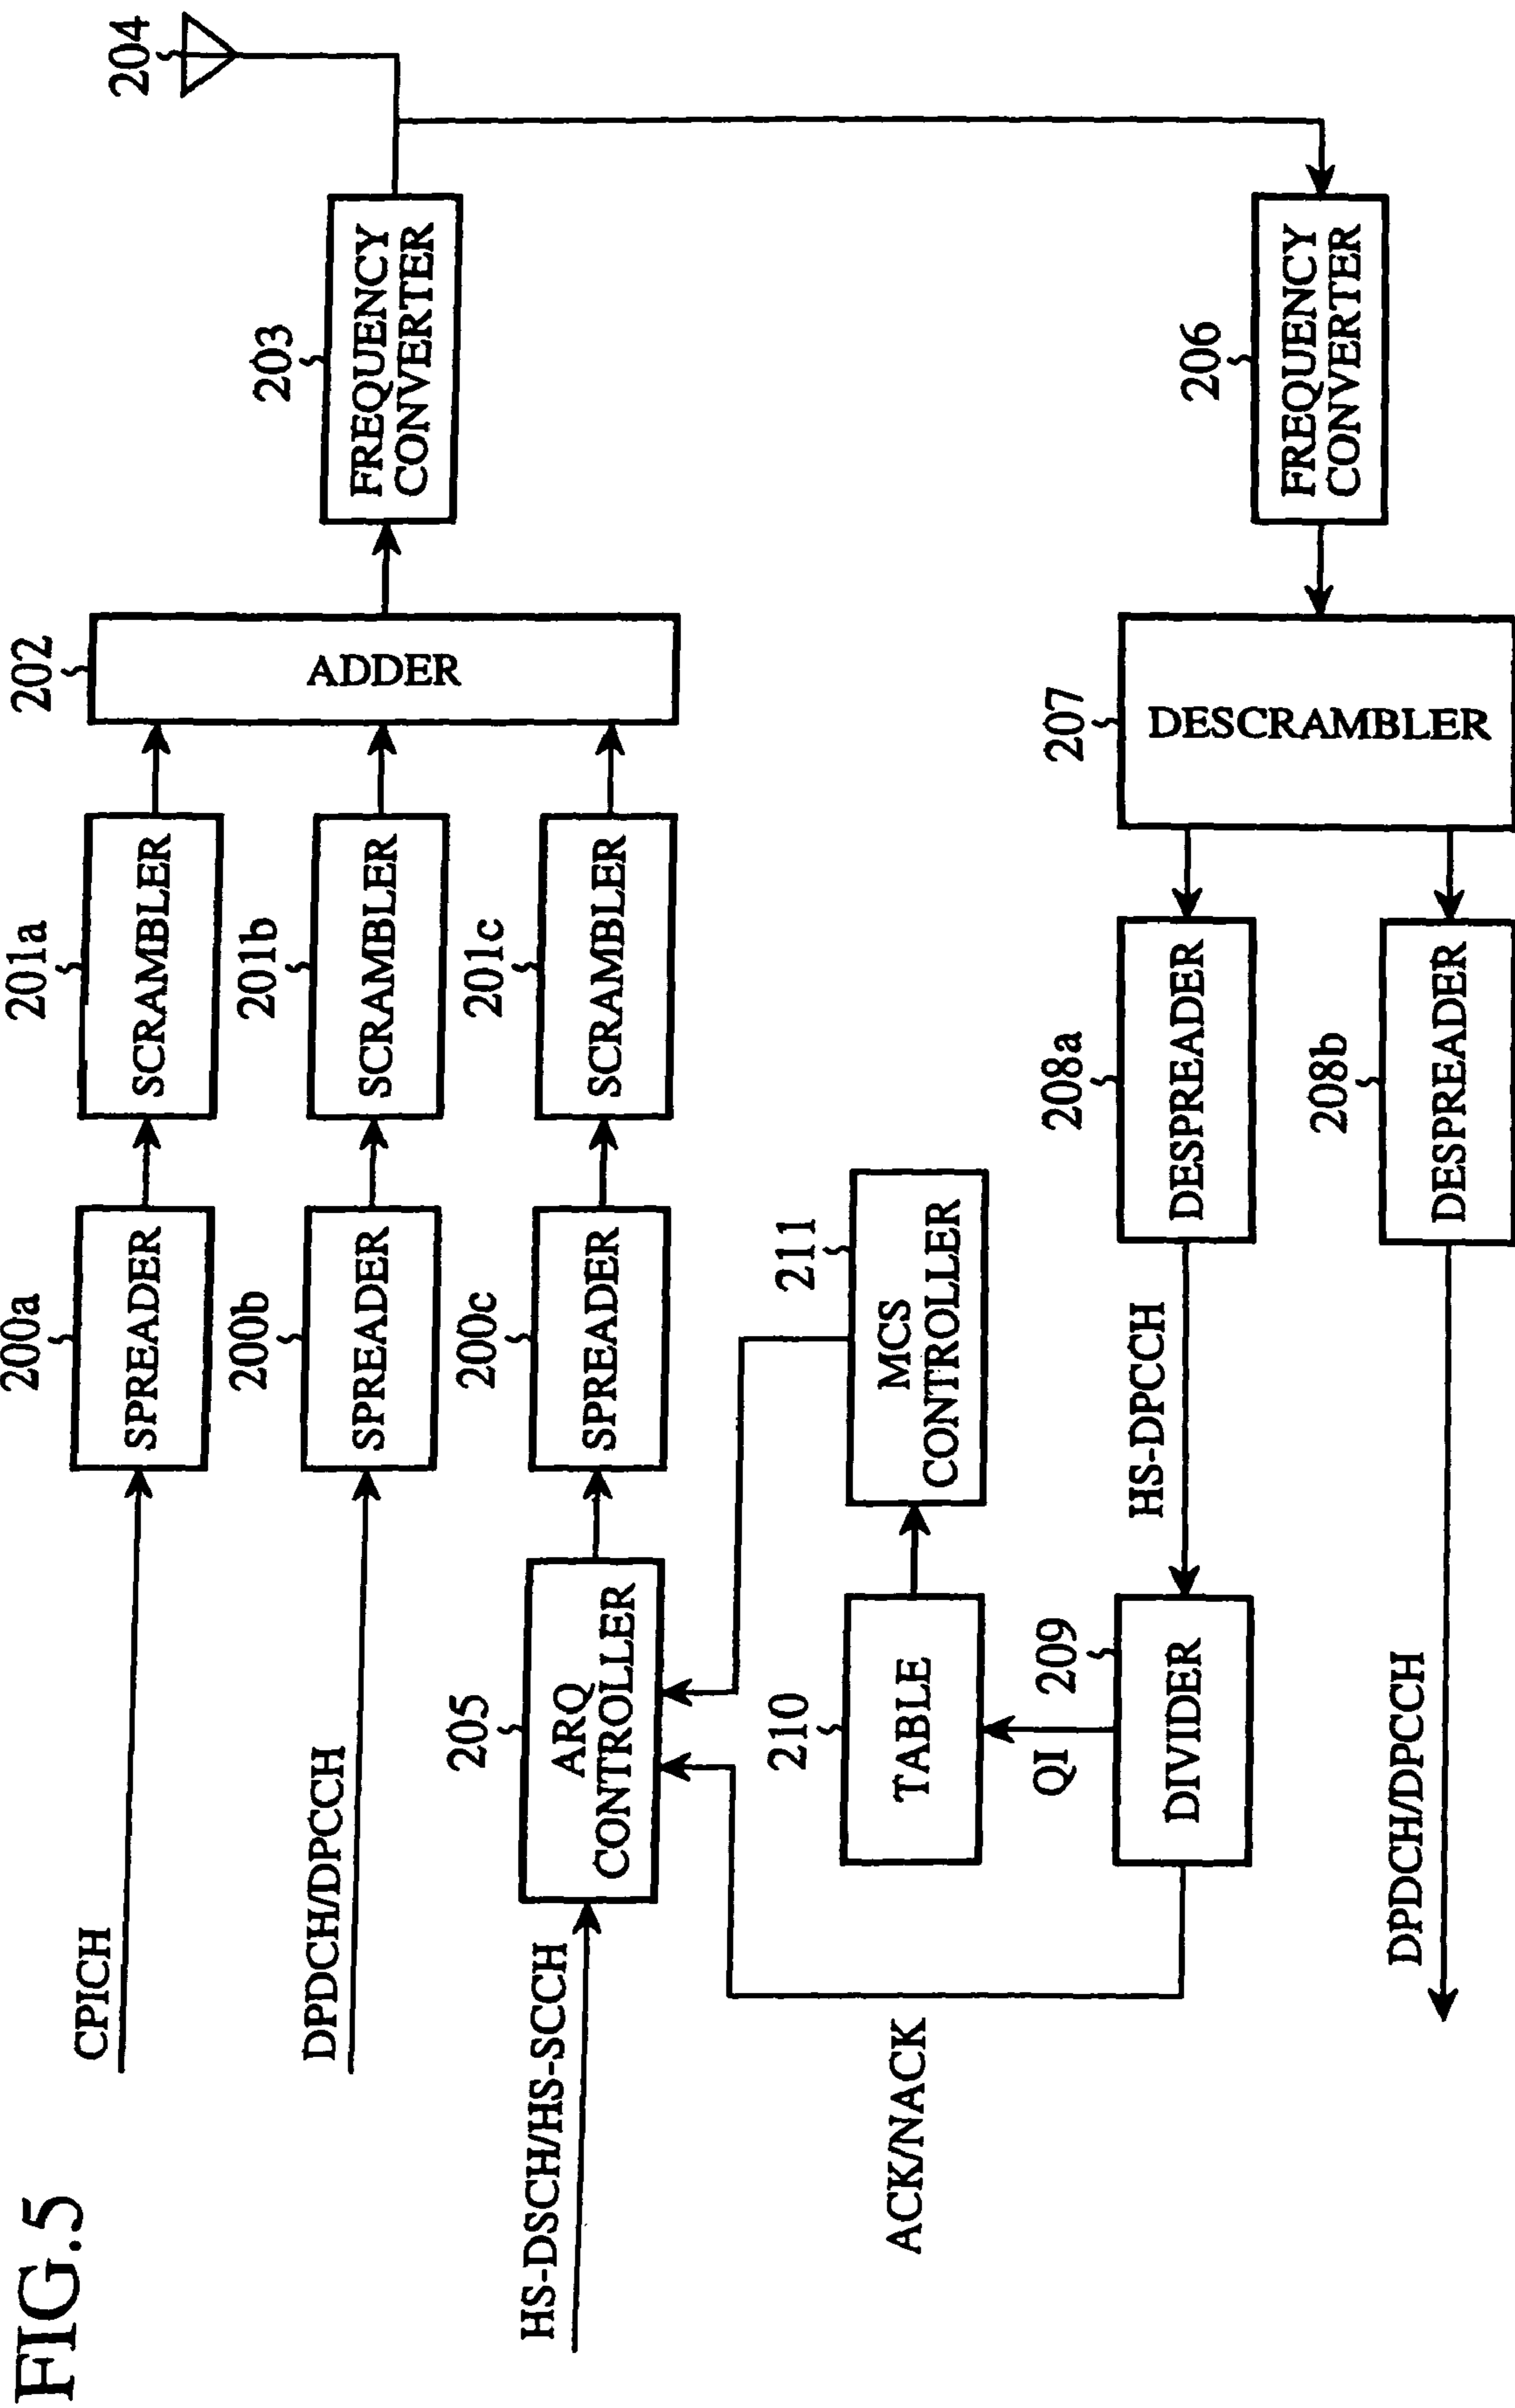 FIG.5
CPICH
200a
SPREADER
201a
SCRAMBLER
202
ADDER
203
FREQUENCY
CONVERTER
204
DPDCH/DPCCH
200b
SPREADER
201b
SCRAMBLER
HS-DSCH/HS-SCCH
205
ARQ
CONTROLLER
200c
SPREADER
201c
SCRAMBLER
210
TABLE
211
MCS
CONTROLLER
ACK/NACK
QI
209
DIVIDER
HS-DPCCH
208a
DESPREADER
207
DESCRAMBLER
206
FREQUENCY
CONVERTER
DPDCH/DPCCH
208b
DESPREADER